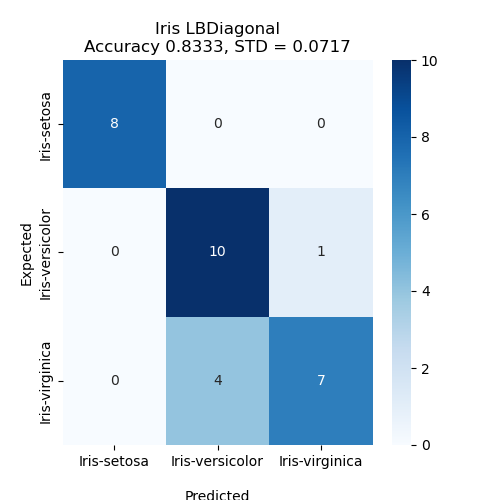 Iris LBDiagonal
Accuracy 0.8333, STD = 0.0717
Expected
Iris-setosa
Iris-versicolor
Iris-virginica
8 0 0
0 10 1
0 4 7
Iris-setosa Iris-versicolor Iris-virginica
Predicted
10
8
6
4
2
0